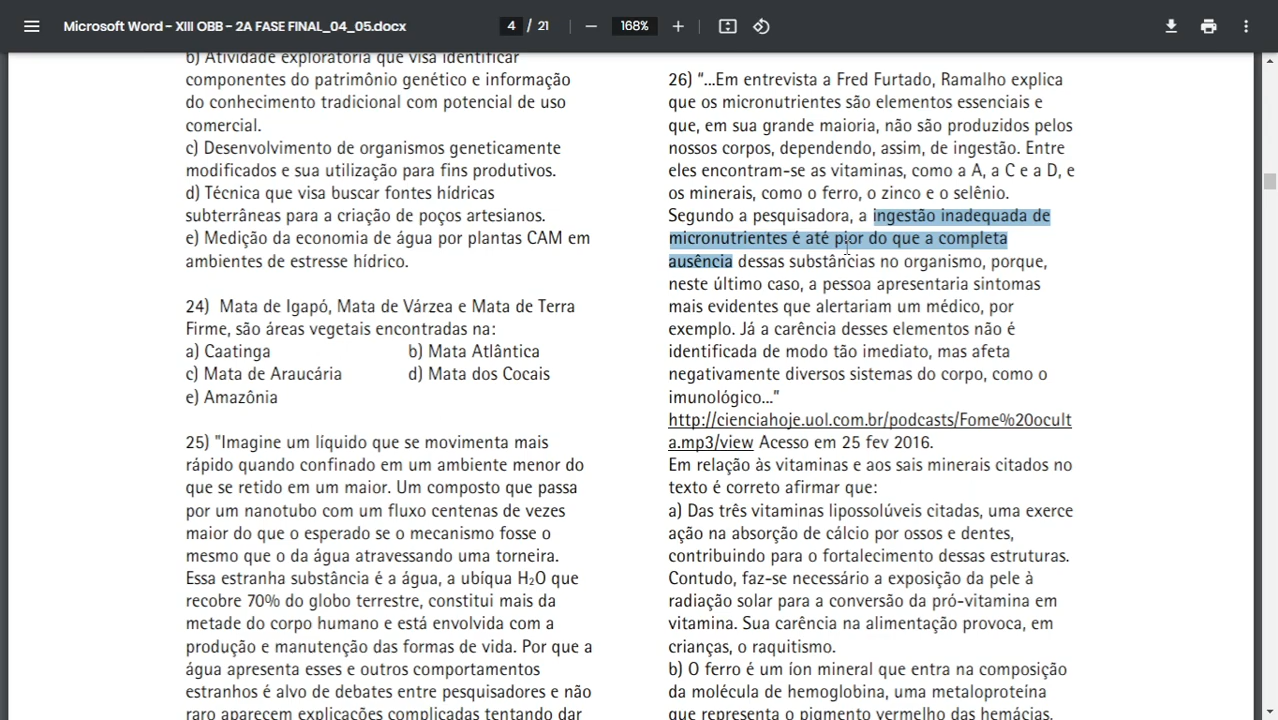 Microsoft Word - XIII OBB - 2A FASE FINAL_04_05.docx
4 / 21
168%
b) Atividade exploratória que visa identificar
componentes do patrimônio genético e informação
do conhecimento tradicional com potencial de uso
comercial.
c) Desenvolvimento de organismos geneticamente
modificados e sua utilização para fins produtivos.
d) Técnica que visa buscar fontes hídricas
subterrâneas para a criação de poços artesianos.
e) Medição da economia de água por plantas CAM em
ambientes de estresse hídrico.
24) Mata de Igapó, Mata de Várzea e Mata de Terra
Firme, são áreas vegetais encontradas na:
a) Caatinga b) Mata Atlântica
c) Mata de Araucária d) Mata dos Cocais
e) Amazônia
25) "Imagine um líquido que se movimenta mais
rápido quando confinado em um ambiente menor do
que se retido em um maior. Um composto que passa
por um nanotubo com um fluxo centenas de vezes
maior do que o esperado se o mecanismo fosse o
mesmo que o da água atravessando uma torneira.
Essa estranha substância é a água, a ubíqua H₂O que
recobre 70% do globo terrestre, constitui mais da
metade do corpo humano e está envolvida com a
produção e manutenção das formas de vida. Por que a
água apresenta esses e outros comportamentos
estranhos é alvo de debates entre pesquisadores e não
raro aparecem explicações complicadas tentando dar
26) “...Em entrevista a Fred Furtado, Ramalho explica
que os micronutrientes são elementos essenciais e
que, em sua grande maioria, não são produzidos pelos
nossos corpos, dependendo, assim, de ingestão. Entre
eles encontram-se as vitaminas, como a A, a C e a D, e
os minerais, como o ferro, o zinco e o selênio.
Segundo a pesquisadora, a ingestão inadequada de
micronutrientes é até pior do que a completa
ausência dessas substâncias no organismo, porque,
neste último caso, a pessoa apresentaria sintomas
mais evidentes que alertariam um médico, por
exemplo. Já a carência desses elementos não é
identificada de modo tão imediato, mas afeta
negativamente diversos sistemas do corpo, como o
imunológico...”
http://cienciahoje.uol.com.br/podcasts/Fome%20ocult
a.mp3/view Acesso em 25 fev 2016.
Em relação às vitaminas e aos sais minerais citados no
texto é correto afirmar que:
a) Das três vitaminas lipossolúveis citadas, uma exerce
ação na absorção de cálcio por ossos e dentes,
contribuindo para o fortalecimento dessas estruturas.
Contudo, faz-se necessário a exposição da pele à
radiação solar para a conversão da pró-vitamina em
vitamina. Sua carência na alimentação provoca, em
crianças, o raquitismo.
b) O ferro é um íon mineral que entra na composição
da molécula de hemoglobina, uma metaloproteína
que representa o pigmento vermelho das hemácias.